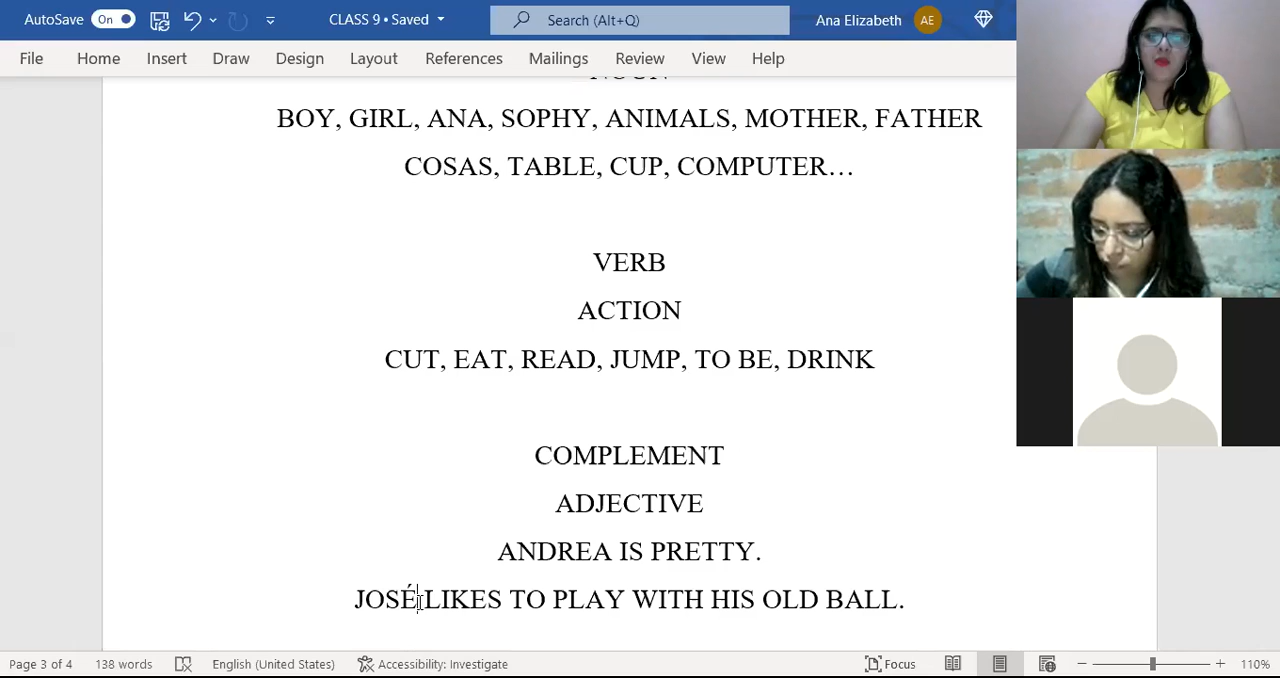 AutoSave On CLASS 9 • Saved Search (Alt+Q) Ana Elizabeth AE
File Home Insert Draw Design Layout References Mailings Review View Help
NOUN
BOY, GIRL, ANA, SOPHY, ANIMALS, MOTHER, FATHER
COSAS, TABLE, CUP, COMPUTER…
VERB
ACTION
CUT, EAT, READ, JUMP, TO BE, DRINK
COMPLEMENT
ADJECTIVE
ANDREA IS PRETTY.
JOSÉ LIKES TO PLAY WITH HIS OLD BALL.
Page 3 of 4 138 words English (United States) Accessibility: Investigate Focus 110%